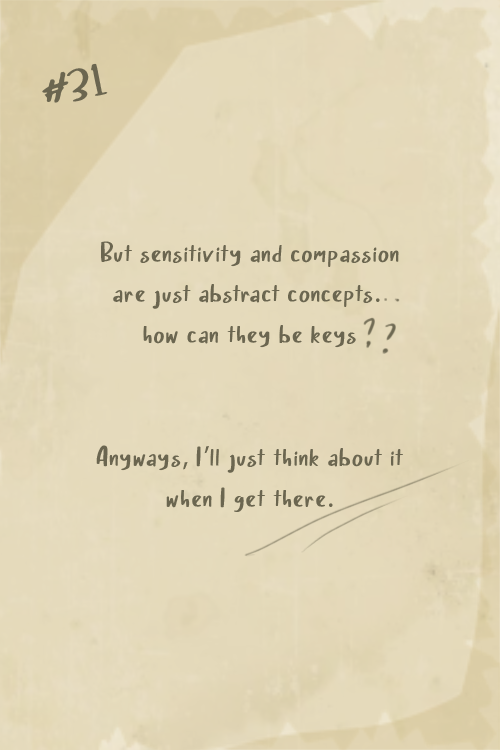 #31
But sensitivity and compassion
are just abstract concepts...
how can they be keys??
Anyways, I'll just think about it
when I get there.